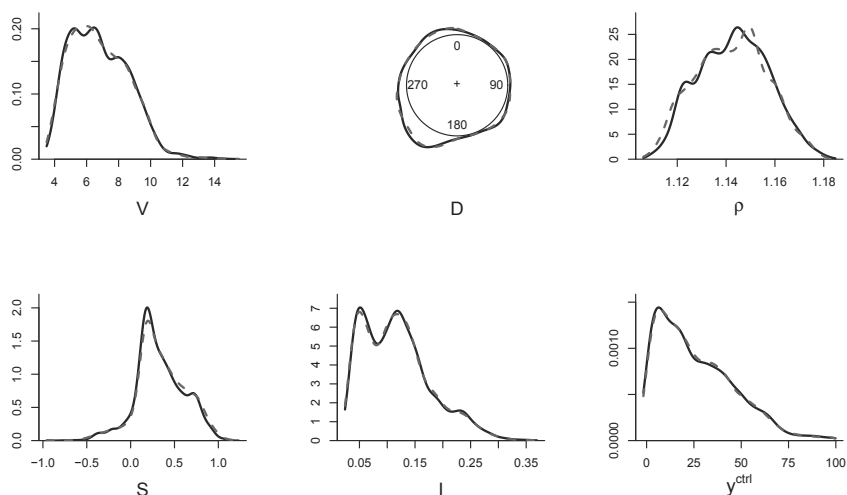 0.00 0.10 0.20
4 6 8 10 12 14
V
0
270 + 90
180
D
0 5 10 15 20 25
1.12 1.14 1.16 1.18
ρ
0.0 0.5 1.0 1.5 2.0
−1.0 −0.5 0.0 0.5 1.0
S
0 1 2 3 4 5 6 7
0.05 0.15 0.25 0.35
I
0.0000 0.0010
0 25 50 75 100
y^ctrl